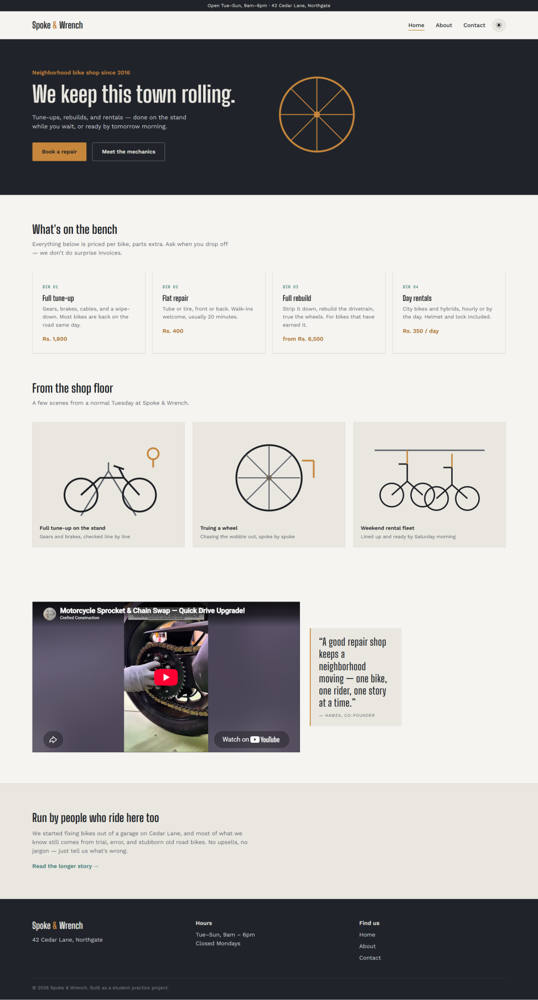 Open Tue–Sun, 9am–6pm · 42 Cedar Lane, Northgate
Spoke & Wrench
Home
About
Contact
Neighborhood bike shop since 2016
We keep this town rolling.
Tune-ups, rebuilds, and rentals — done on the stand
while you wait, or ready by tomorrow morning.
Book a repair
Meet the mechanics
What's on the bench
Everything below is priced per bike, parts extra. Ask when you drop off
— we don't do surprise invoices.
BIN 01
Full tune-up
Gears, brakes, cables, and a wipe-
down. Most bikes are back on the
road same day.
Rs. 1,800
BIN 02
Flat repair
Tube or tire, front or back. Walk-ins
welcome, usually 20 minutes.
Rs. 400
BIN 03
Full rebuild
Strip it down, rebuild the drivetrain,
true the wheels. For bikes that have
earned it.
from Rs. 6,500
BIN 04
Day rentals
City bikes and hybrids, hourly or by
the day. Helmet and lock included.
Rs. 350 / day
From the shop floor
A few scenes from a normal Tuesday at Spoke & Wrench.
Full tune-up on the stand
Gears and brakes, checked line by line
Truing a wheel
Chasing the wobble out, spoke by spoke
Weekend rental fleet
Lined up and ready by Saturday morning
Motorcycle Sprocket & Chain Swap — Quick Drive Upgrade!
Crafted Construction
Watch on YouTube
“A good repair shop
keeps a
neighborhood
moving — one bike,
one rider, one story
at a time.”
— HAMZA, CO-FOUNDER
Run by people who ride here too
We started fixing bikes out of a garage on Cedar Lane, and most of what we
know still comes from trial, error, and stubborn old road bikes. No upsells, no
jargon — just tell us what's wrong.
Read the longer story →
Spoke & Wrench
42 Cedar Lane, Northgate
Hours
Tue–Sun, 9am – 6pm
Closed Mondays
Find us
Home
About
Contact
© 2026 Spoke & Wrench. Built as a student practice project.